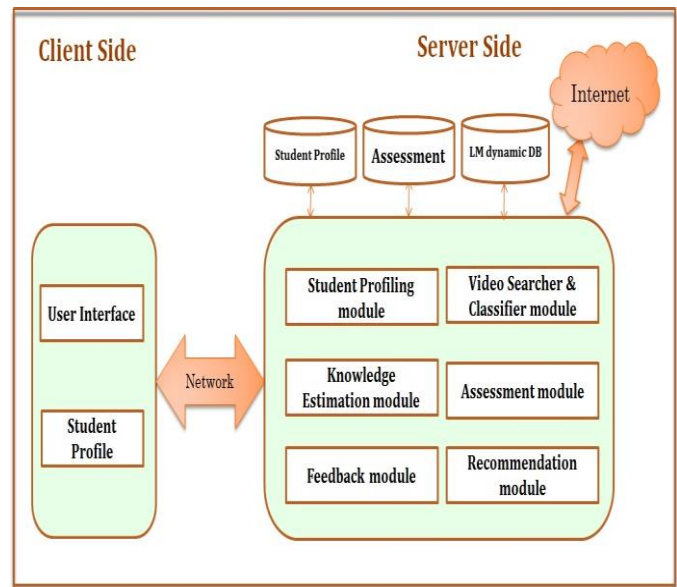 Client Side
Server Side
Internet
Student Profile
Assessment
LM dynamic DB
User Interface
Student
Profile
Network
Student Profiling
module
Video Searcher &
Classifier module
Knowledge
Estimation module
Assessment module
Feedback module
Recommendation
module